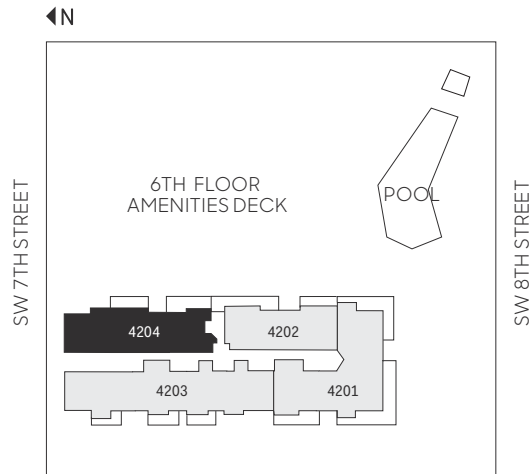 N
6TH FLOOR
AMENITIES DECK
POOL
SW 7TH STREET
SW 8TH STREET
4204
4202
4203
4201